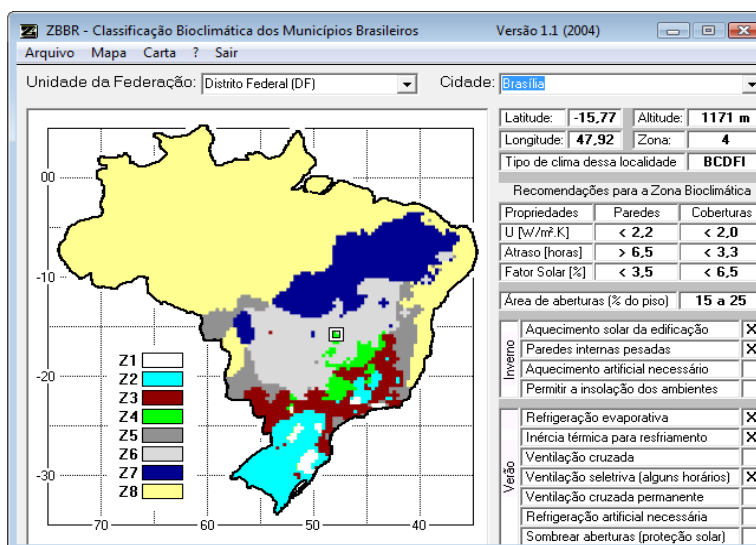 ZBBR - Classificação Bioclimática dos Municípios Brasileiros Versão 1.1 (2004)
Arquivo Mapa Carta ? Sair
Unidade da Federação: Distrito Federal (DF) Cidade: Brasília
Latitude: -15,77 Altitude: 1171 m
Longitude: 47,92 Zona: 4
Tipo de clima dessa localidade BCDFI
Recomendações para a Zona Bioclimática
Propriedades Paredes Coberturas
U [W/m².K] < 2,2 < 2,0
Atraso [horas] > 6,5 < 3,3
Fator Solar [%] < 3,5 < 6,5
Área de aberturas (% do piso) 15 a 25
Inverno
Aquecimento solar da edificação X
Paredes internas pesadas X
Aquecimento artificial necessário
Permitir a insolação dos ambientes
Verão
Refrigeração evaporativa X
Inércia térmica para resfriamento X
Ventilação cruzada
Ventilação seletiva (alguns horários) X
Ventilação cruzada permanente
Refrigeração artificial necessária
Sombrear aberturas (proteção solar)
00
-10
-20
-30
Z1
Z2
Z3
Z4
Z5
Z6
Z7
Z8
70 60 50 40